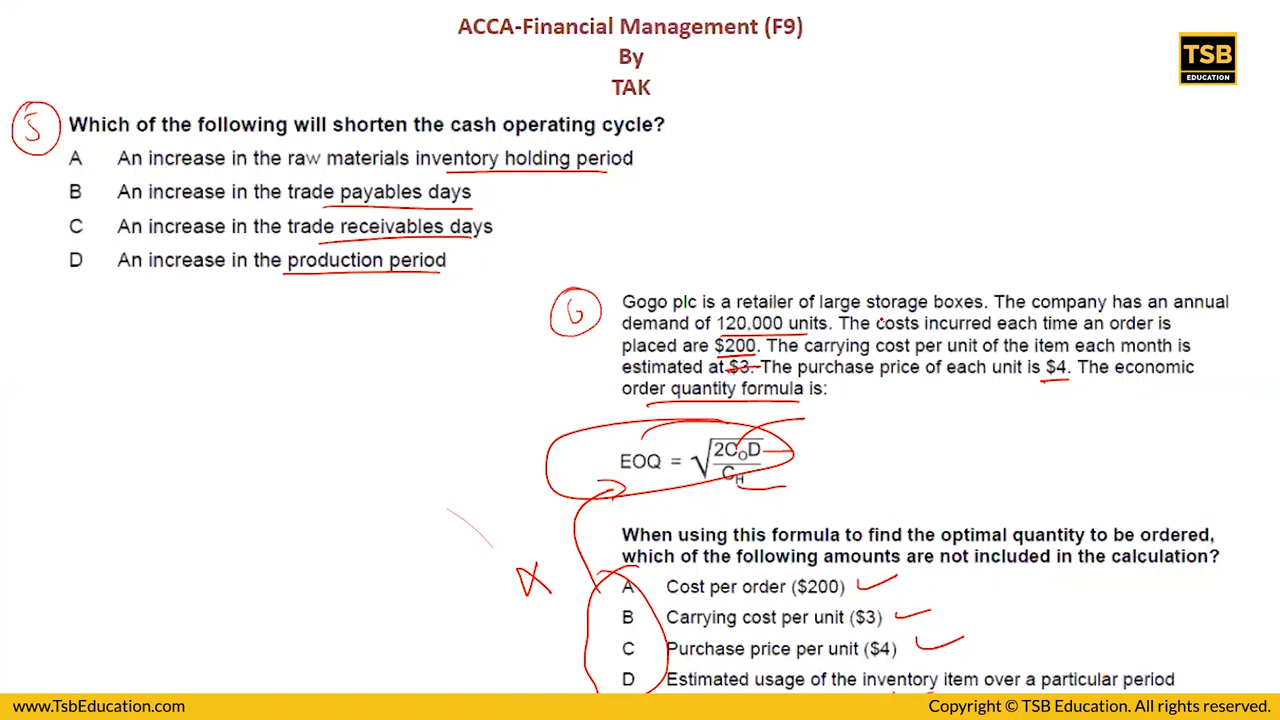 ACCA-Financial Management (F9)
By
TAK
TSB
EDUCATION
5
Which of the following will shorten the cash operating cycle?
A An increase in the raw materials inventory holding period
B An increase in the trade payables days
C An increase in the trade receivables days
D An increase in the production period
6
Gogo plc is a retailer of large storage boxes. The company has an annual
demand of 120,000 units. The costs incurred each time an order is
placed are $200. The carrying cost per unit of the item each month is
estimated at $3. The purchase price of each unit is $4. The economic
order quantity formula is:
EOQ = √(2C₀D / C_H)
When using this formula to find the optimal quantity to be ordered,
which of the following amounts are not included in the calculation?
A Cost per order ($200)
B Carrying cost per unit ($3)
C Purchase price per unit ($4)
D Estimated usage of the inventory item over a particular period
www.TsbEducation.com
Copyright © TSB Education. All rights reserved.